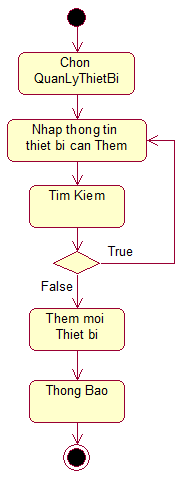 Chon
QuanLyThietBi
Nhap thong tin
thiet bi can Them
Tim Kiem
True
False
Them moi
Thiet bi
Thong Bao